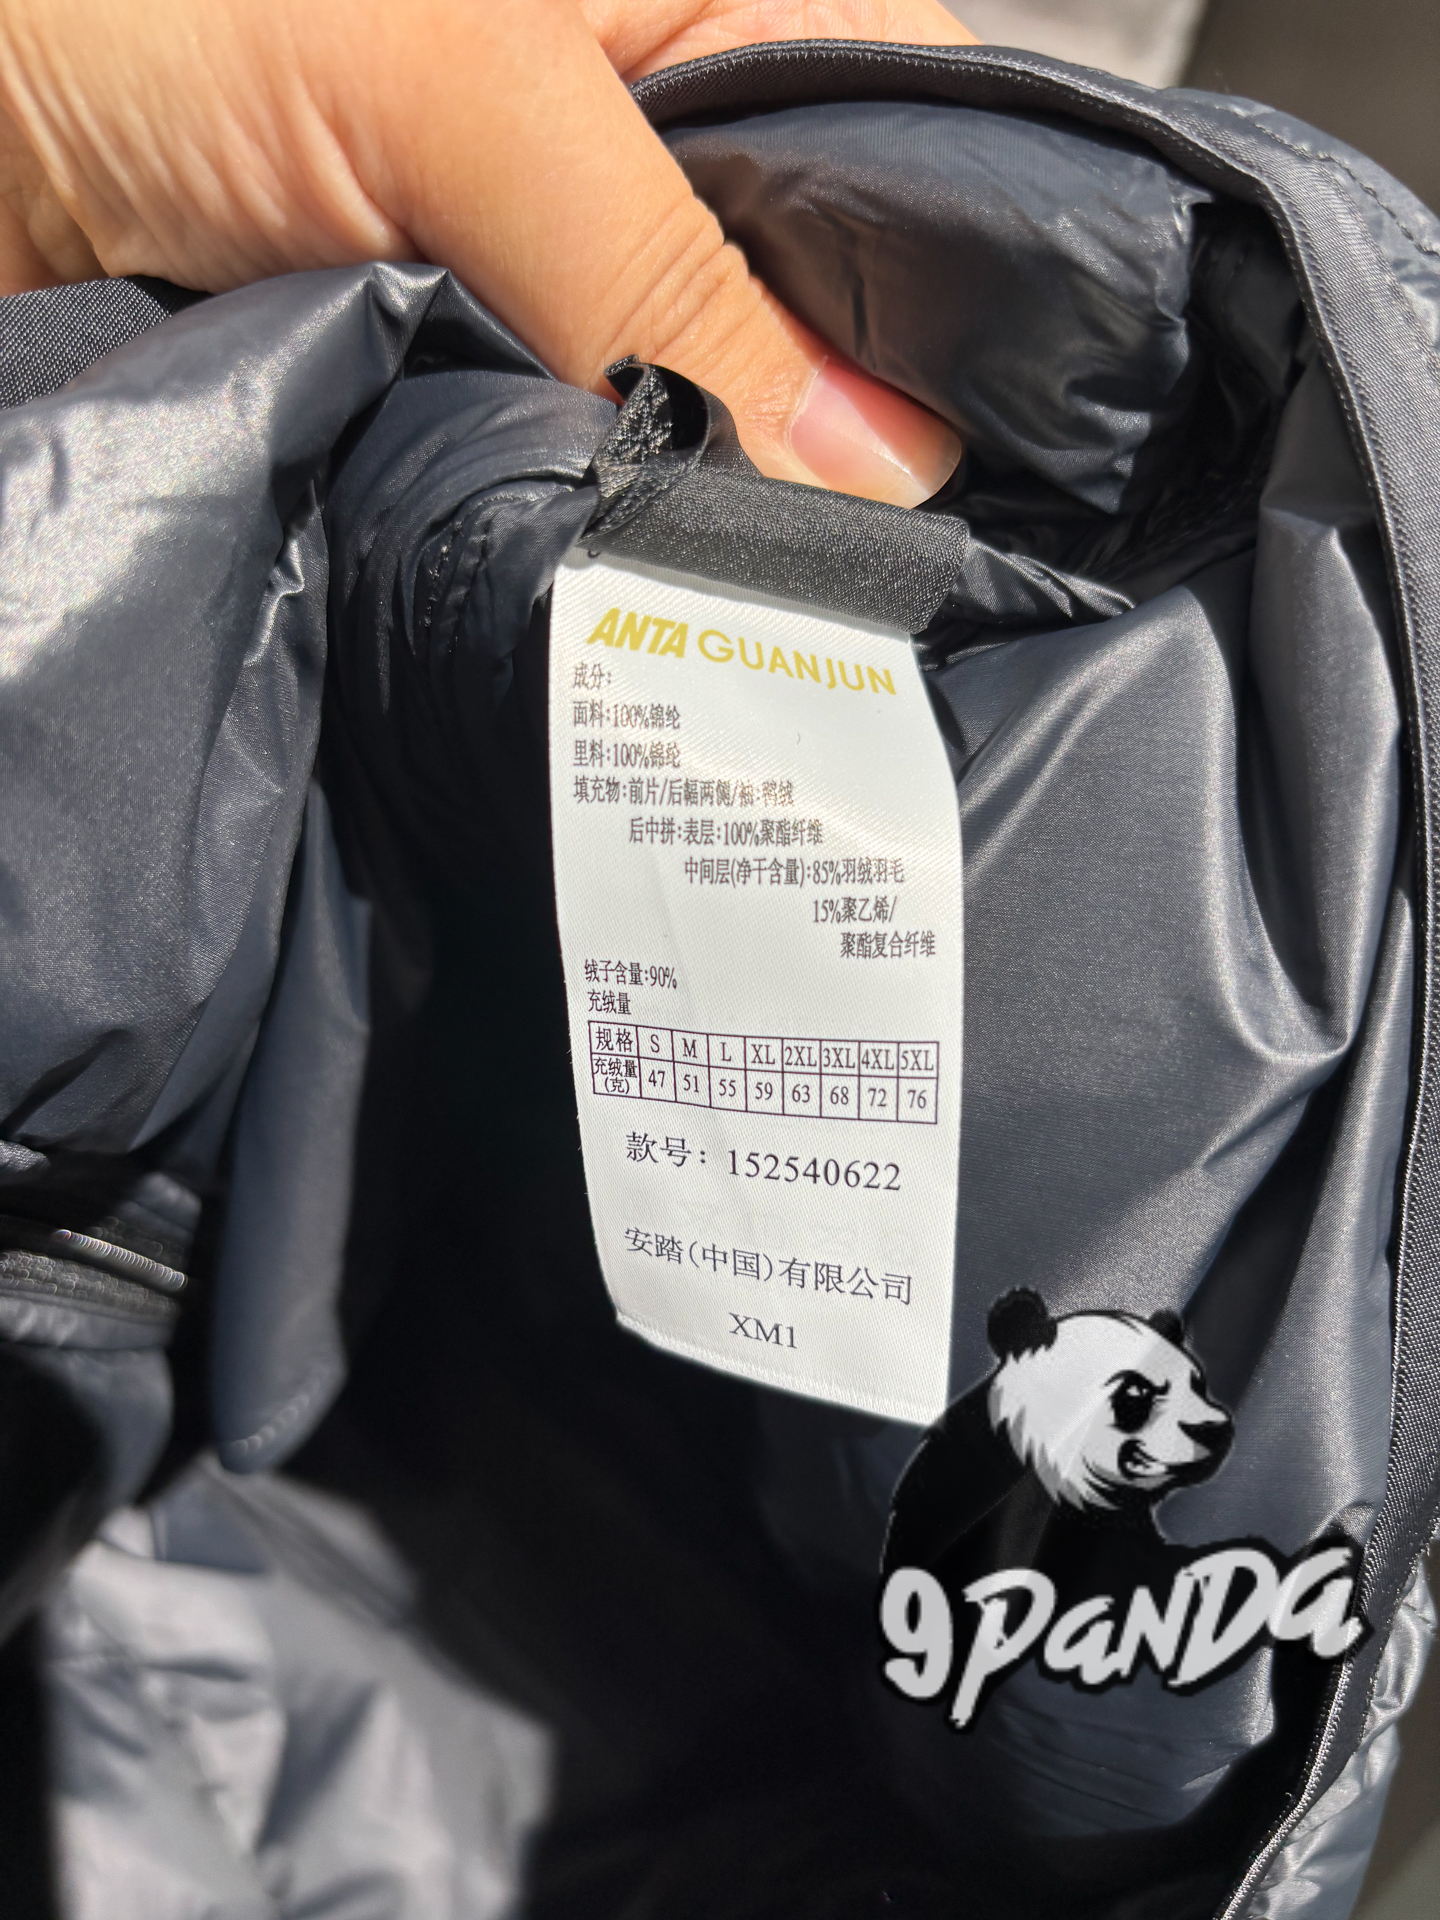 ANTA GUANJUN
成分:
面料:100%锦纶
里料:100%锦纶
填充物:前片/后幅两侧/袖:鸭绒
后中拼:表层:100%聚酯纤维
中间层(净干含量):85%羽绒羽毛
15%聚乙烯/
聚酯复合纤维
绒子含量:90%
充绒量
规格 S M L XL 2XL 3XL 4XL 5XL
充绒量(克) 47 51 55 59 63 68 72 76
款号: 152540622
安踏(中国)有限公司
XM1
9PANDA